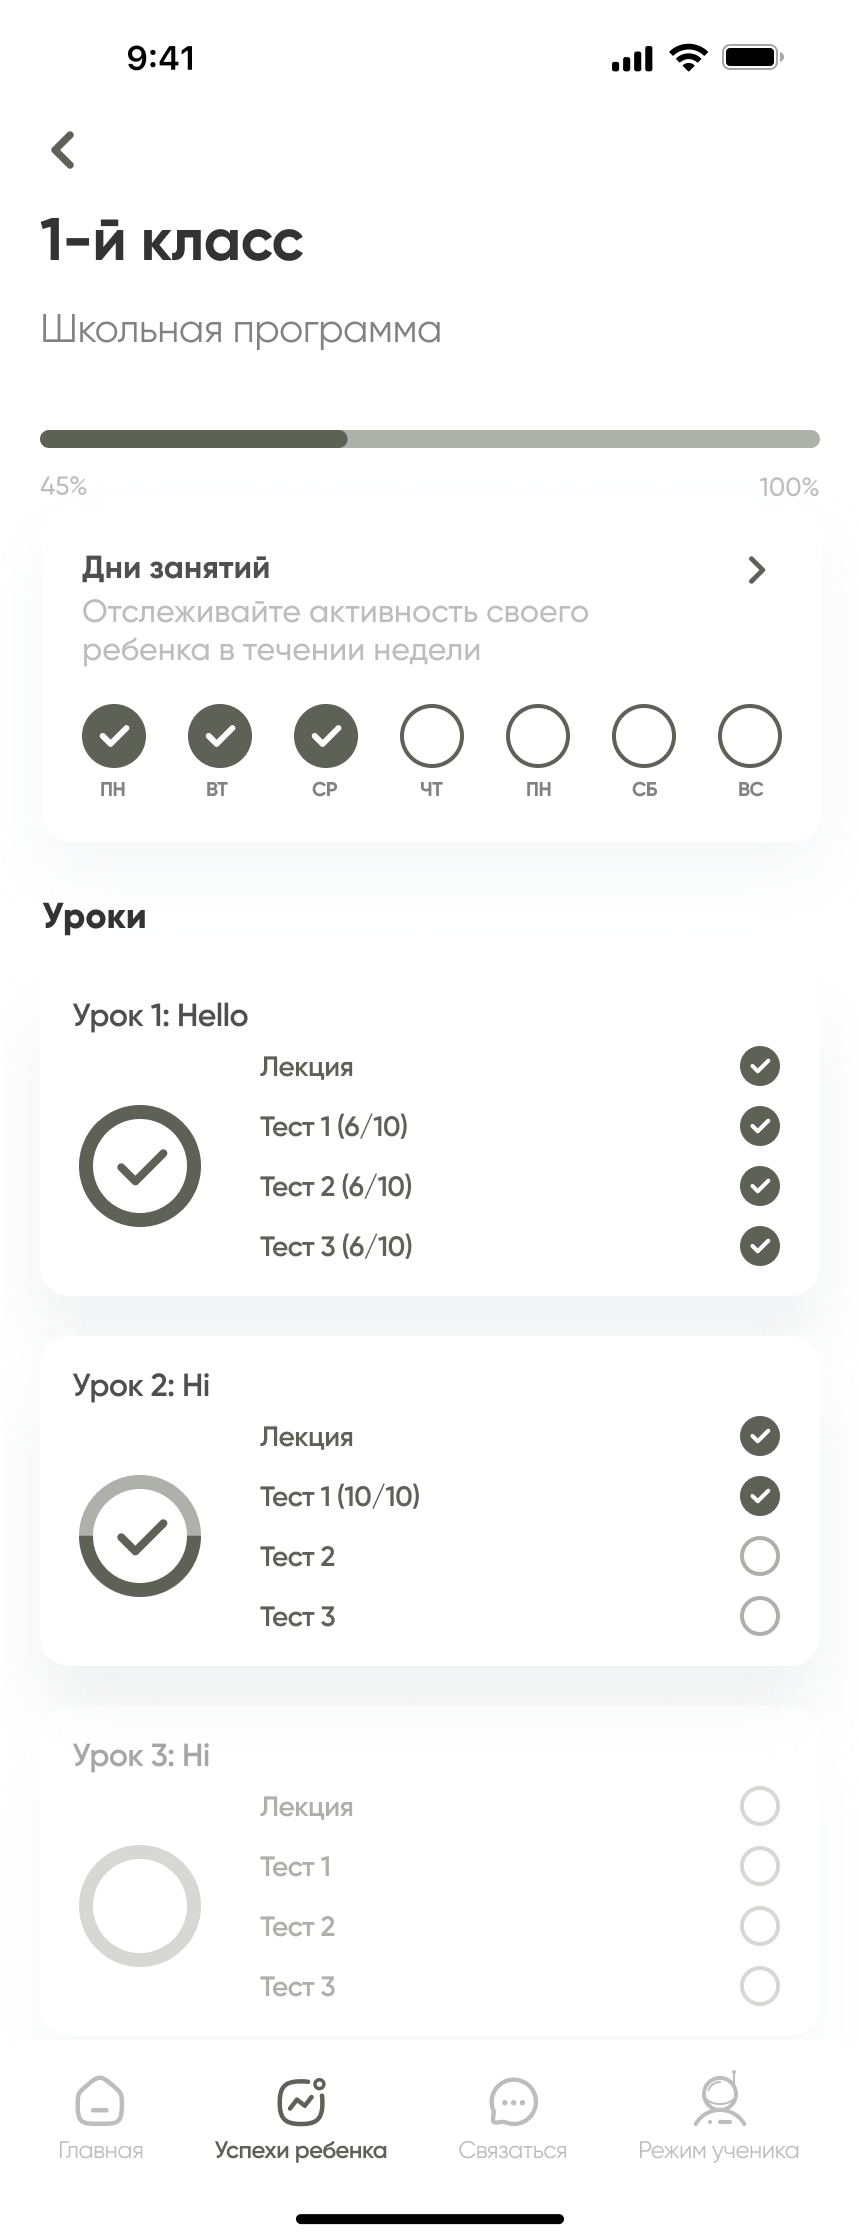 9:41
1-й класс
Школьная программа
45% 100%
Дни занятий
Отслеживайте активность своего
ребенка в течении недели
ПН ВТ СР ЧТ ПН СБ ВС
Уроки
Урок 1: Hello
Лекция
Тест 1 (6/10)
Тест 2 (6/10)
Тест 3 (6/10)
Урок 2: Hi
Лекция
Тест 1 (10/10)
Тест 2
Тест 3
Урок 3: Hi
Лекция
Тест 1
Тест 2
Тест 3
Главная Успехи ребенка Связаться Режим ученика